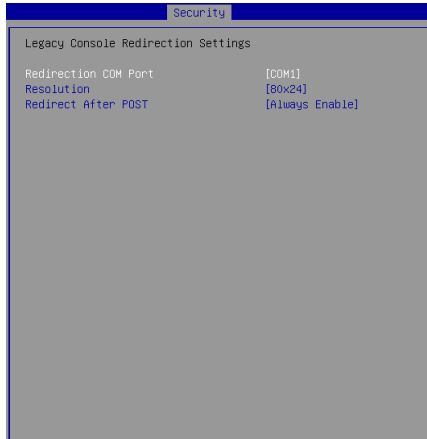 Security
Legacy Console Redirection Settings
Redirection COM Port [COM1]
Resolution [80x24]
Redirect After POST [Always Enable]